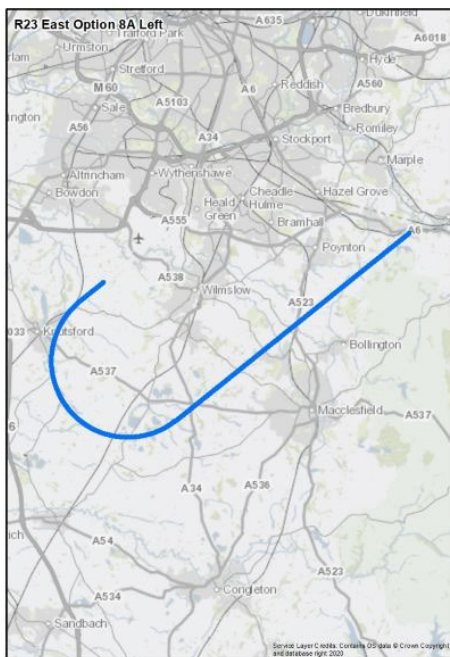 R23 East Option 8A Left
A635
Dukinfield
Trafford Park
Urmston
Hyde
A6018
Stretford
M60
A6
Reddish
A560
Sale
A5103
Bredbury
Romiley
A56
A34
Stockport
Marple
Altrincham
Wythenshawe
Bowdon
Cheadle
Hulme
Hazel Grove
Heald
Green
A555
Bramhall
A6
Poynton
A538
Wilmslow
A523
Knutsford
Bollington
A537
A537
Macclesfield
A34
A536
A54
A523
Congleton
A534
Sandbach
Service Layer Credits: Contains OS data © Crown Copyright
and database right 2020